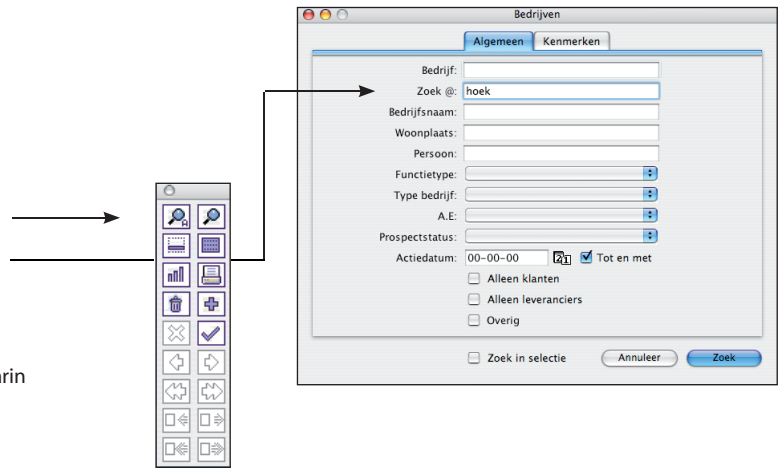 Bedrijven
Algemeen Kenmerken
Bedrijf:
Zoek @: hoek
Bedrijfsnaam:
Woonplaats:
Persoon:
Functietype:
Type bedrijf:
A.E:
Prospectstatus:
Actiedatum: 00-00-00 Tot en met
Alleen klanten
Alleen leveranciers
Overig
Zoek in selectie Annuleer Zoek
arin